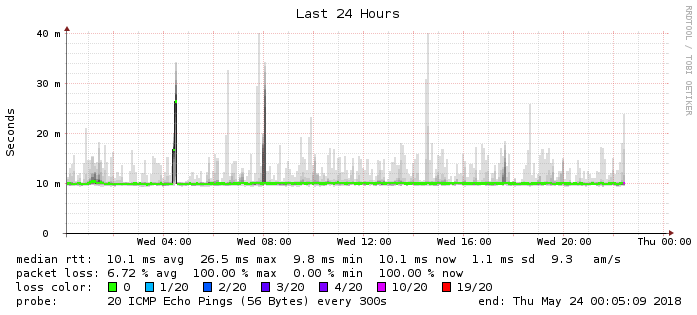 Last 24 Hours
RRDTOOL / TOBI OETIKER
Seconds
40 m
30 m
20 m
10 m
0
Wed 04:00 Wed 08:00 Wed 12:00 Wed 16:00 Wed 20:00 Thu 00:00
median rtt: 10.1 ms avg 26.5 ms max 9.8 ms min 10.1 ms now 1.1 ms sd 9.3 am/s
packet loss: 6.72 % avg 100.00 % max 0.00 % min 100.00 % now
loss color: 0 1/20 2/20 3/20 4/20 10/20 19/20
probe: 20 ICMP Echo Pings (56 Bytes) every 300s end: Thu May 24 00:05:09 2018